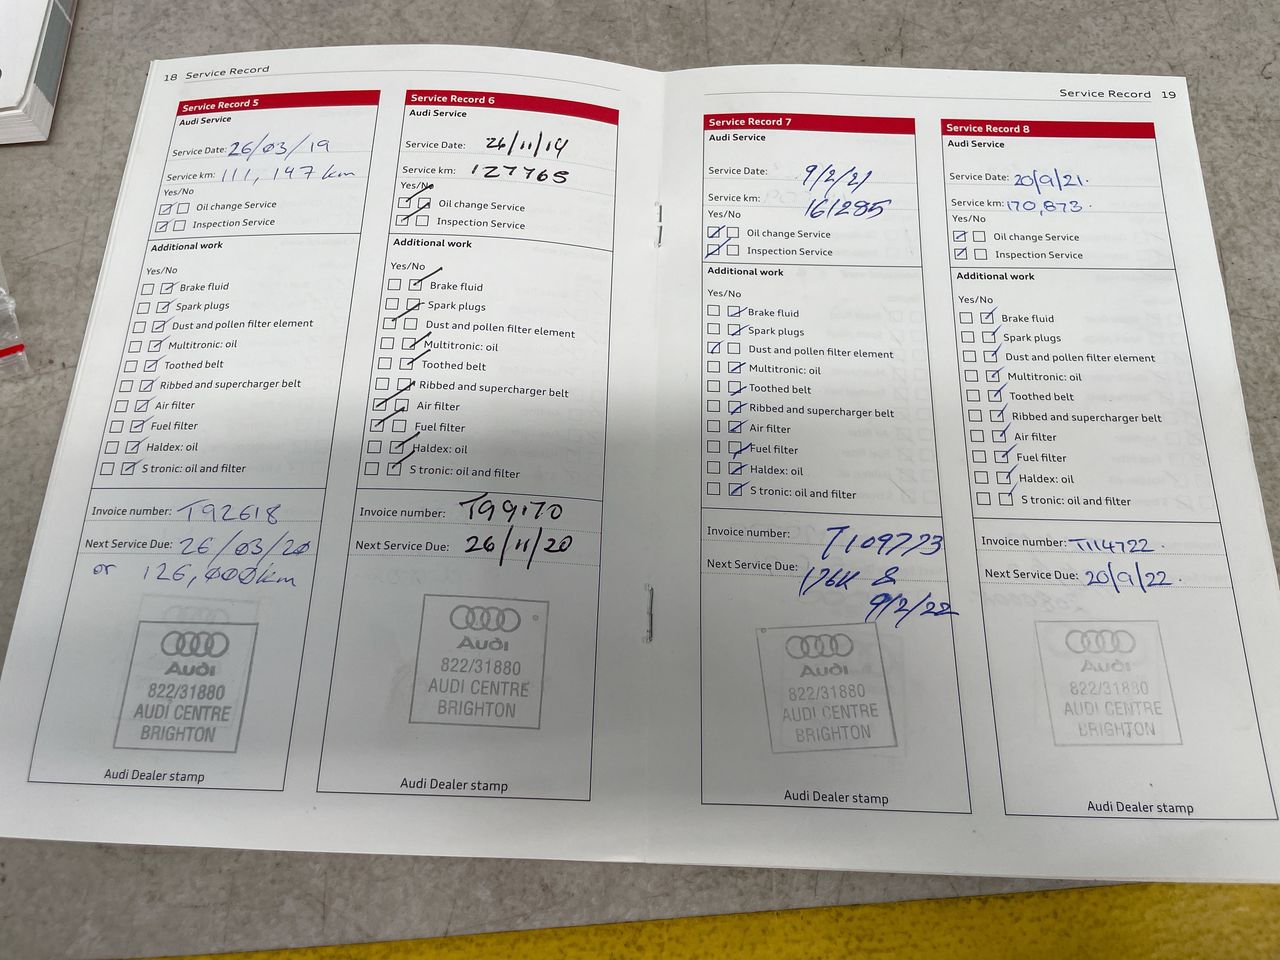 18 Service Record
Service Record 5
Audi Service
Service Date: 26/03/19
Service km: 111,147 km
Yes/No
Oil change Service
Inspection Service
Additional work
Yes/No
Brake fluid
Spark plugs
Dust and pollen filter element
Multitronic: oil
Toothed belt
Ribbed and supercharger belt
Air filter
Fuel filter
Haldex: oil
S tronic: oil and filter
Invoice number: T92618
Next Service Due: 26/03/20
or 126,000km
Audi
822/31880
AUDI CENTRE
BRIGHTON
Audi Dealer stamp
Service Record 6
Audi Service
Service Date: 26/11/19
Service km: 127765
Yes/No
Oil change Service
Inspection Service
Additional work
Yes/No
Brake fluid
Spark plugs
Dust and pollen filter element
Multitronic: oil
Toothed belt
Ribbed and supercharger belt
Air filter
Fuel filter
Haldex: oil
S tronic: oil and filter
Invoice number: T99170
Next Service Due: 26/11/20
Audi
822/31880
AUDI CENTRE
BRIGHTON
Audi Dealer stamp
Service Record 19
Service Record 7
Audi Service
Service Date: 9/2/21
Service km: 161285
Yes/No
Oil change Service
Inspection Service
Additional work
Yes/No
Brake fluid
Spark plugs
Dust and pollen filter element
Multitronic: oil
Toothed belt
Ribbed and supercharger belt
Air filter
Fuel filter
Haldex: oil
S tronic: oil and filter
Invoice number: T109773
Next Service Due: 176K &
9/2/22
Audi
822/31880
AUDI CENTRE
BRIGHTON
Audi Dealer stamp
Service Record 8
Audi Service
Service Date: 20/9/21.
Service km: 170,873.
Yes/No
Oil change Service
Inspection Service
Additional work
Yes/No
Brake fluid
Spark plugs
Dust and pollen filter element
Multitronic: oil
Toothed belt
Ribbed and supercharger belt
Air filter
Fuel filter
Haldex: oil
S tronic: oil and filter
Invoice number: T114722.
Next Service Due: 20/9/22.
Audi
822/31880
AUDI CENTRE
BRIGHTON
Audi Dealer stamp